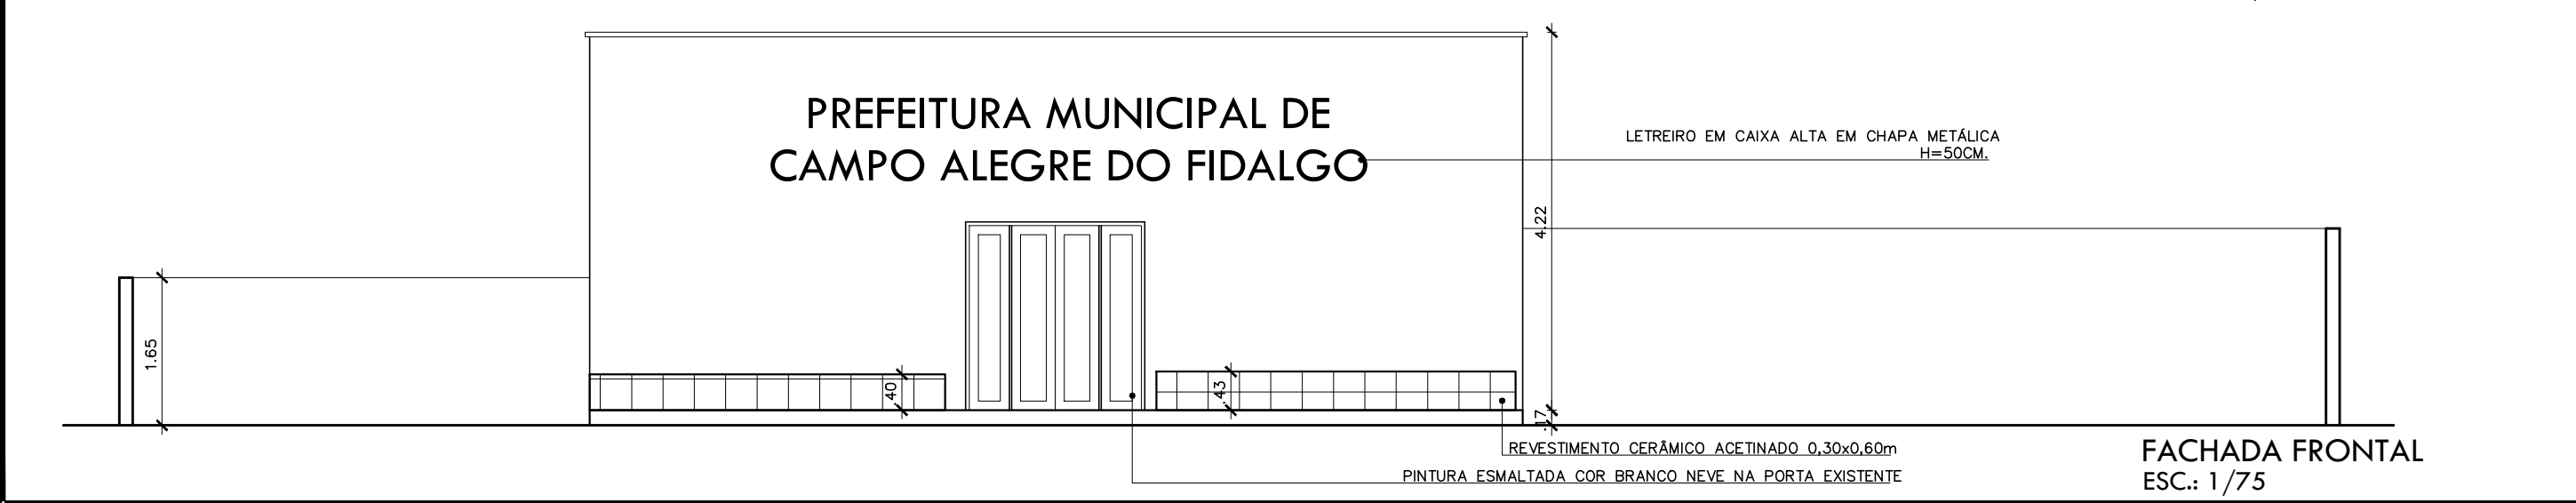 PREFEITURA MUNICIPAL DE
CAMPO ALEGRE DO FIDALGO
LETREIRO EM CAIXA ALTA EM CHAPA METÁLICA
H=50CM.
4.22
1.65
.40
.43
.17
REVESTIMENTO CERÂMICO ACETINADO 0,30x0,60m
PINTURA ESMALTADA COR BRANCO NEVE NA PORTA EXISTENTE
FACHADA FRONTAL
ESC.: 1/75